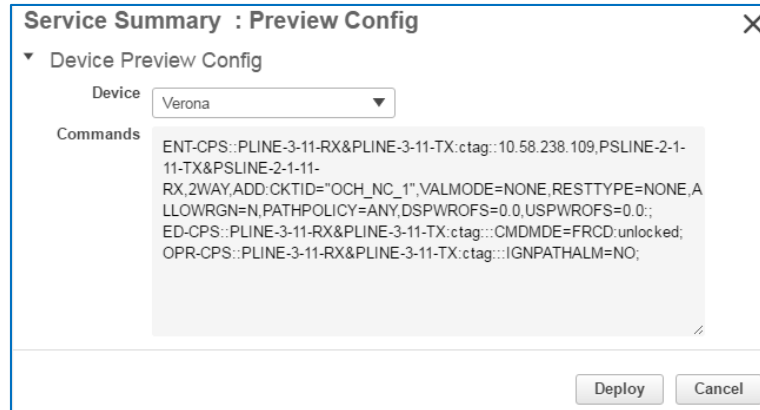 Service Summary : Preview Config
Device Preview Config
Device
Verona
Commands
ENT-CPS::PLINE-3-11-RX&PLINE-3-11-TX:ctag::10.58.238.109,PSLINE-2-1-
11-TX&PSLINE-2-1-11-
RX,2WAY,ADD:CKTID="OCH_NC_1",VALMODE=NONE,RESTTYPE=NONE,A
LLOWRGN=N,PATHPOLICY=ANY,DSPWROFS=0.0,USPWROFS=0.0:;
ED-CPS::PLINE-3-11-RX&PLINE-3-11-TX:ctag:::CMDMDE=FRCD:unlocked;
OPR-CPS::PLINE-3-11-RX&PLINE-3-11-TX:ctag:::IGNPATHALM=NO;
Deploy
Cancel